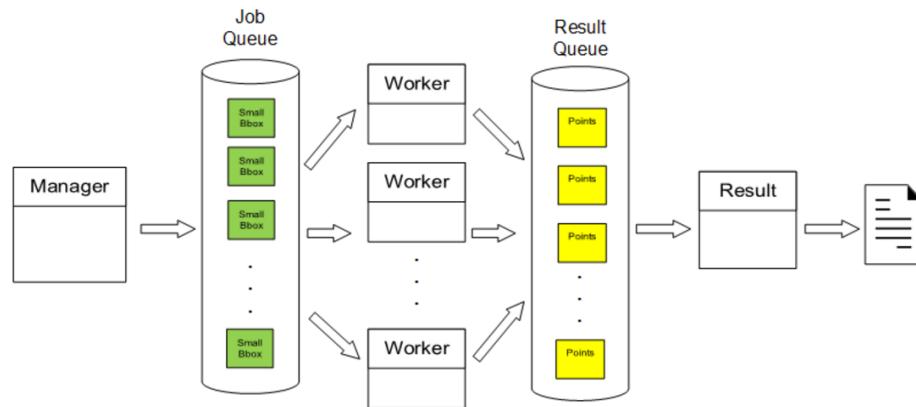 Job
Queue
Result
Queue
Manager
Small
Bbox
Small
Bbox
Small
Bbox
Small
Bbox
Worker
Worker
Worker
Points
Points
Points
Points
Result